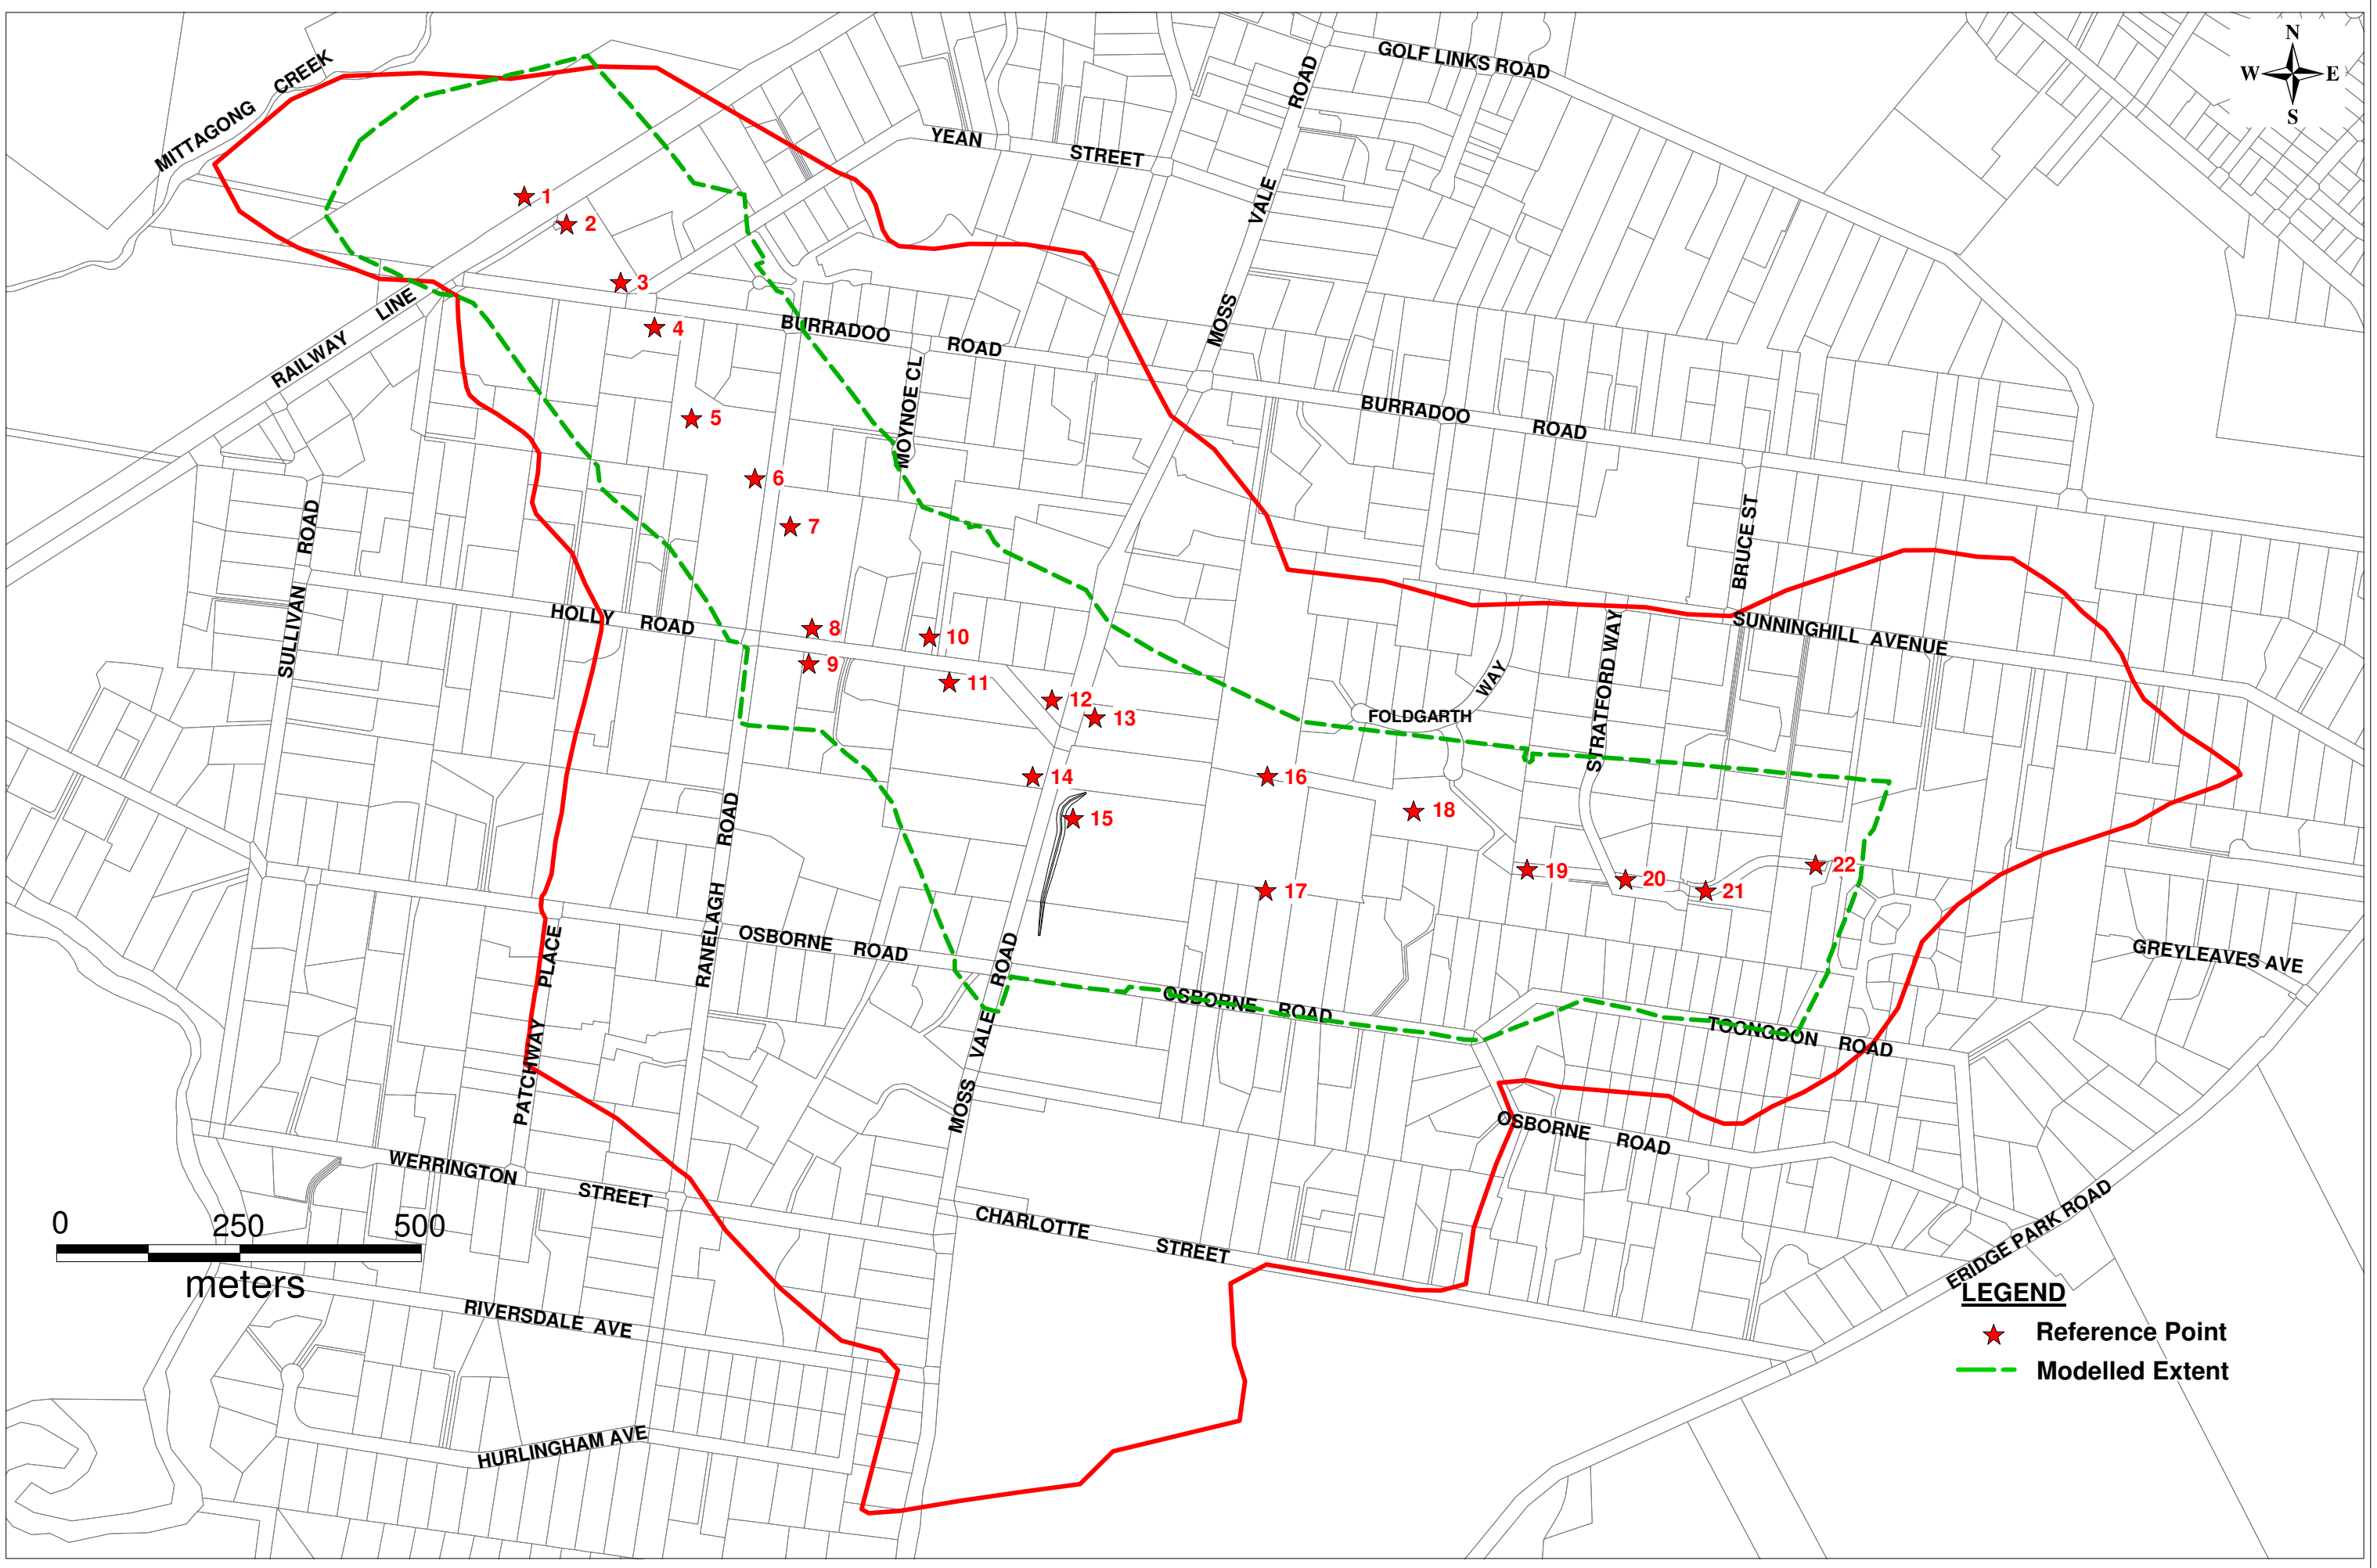 N
W E
S
GOLF LINKS ROAD
MITTAGONG CREEK
YEAN STREET
MOSS VALE ROAD
1
2
3
4
RAILWAY LINE
BURRADOO ROAD
MOYNOE CL
BURRADOO ROAD
5
6
7
BRUCE ST
SULLIVAN ROAD
HOLLY ROAD
8
9
10
11
12
13
SUNNINGHILL AVENUE
FOLDGARTH WAY
STRATFORD WAY
14
15
16
17
18
19
20
21
22
RANELAGH ROAD
OSBORNE ROAD
PATCHWAY PLACE
MOSS VALE ROAD
OSBORNE ROAD
GREYLEAVES AVE
TOONGOON ROAD
OSBORNE ROAD
WERRINGTON STREET
CHARLOTTE STREET
ERIDGE PARK ROAD
0 250 500
meters
RIVERSDALE AVE
HURLINGHAM AVE
LEGEND
Reference Point
Modelled Extent